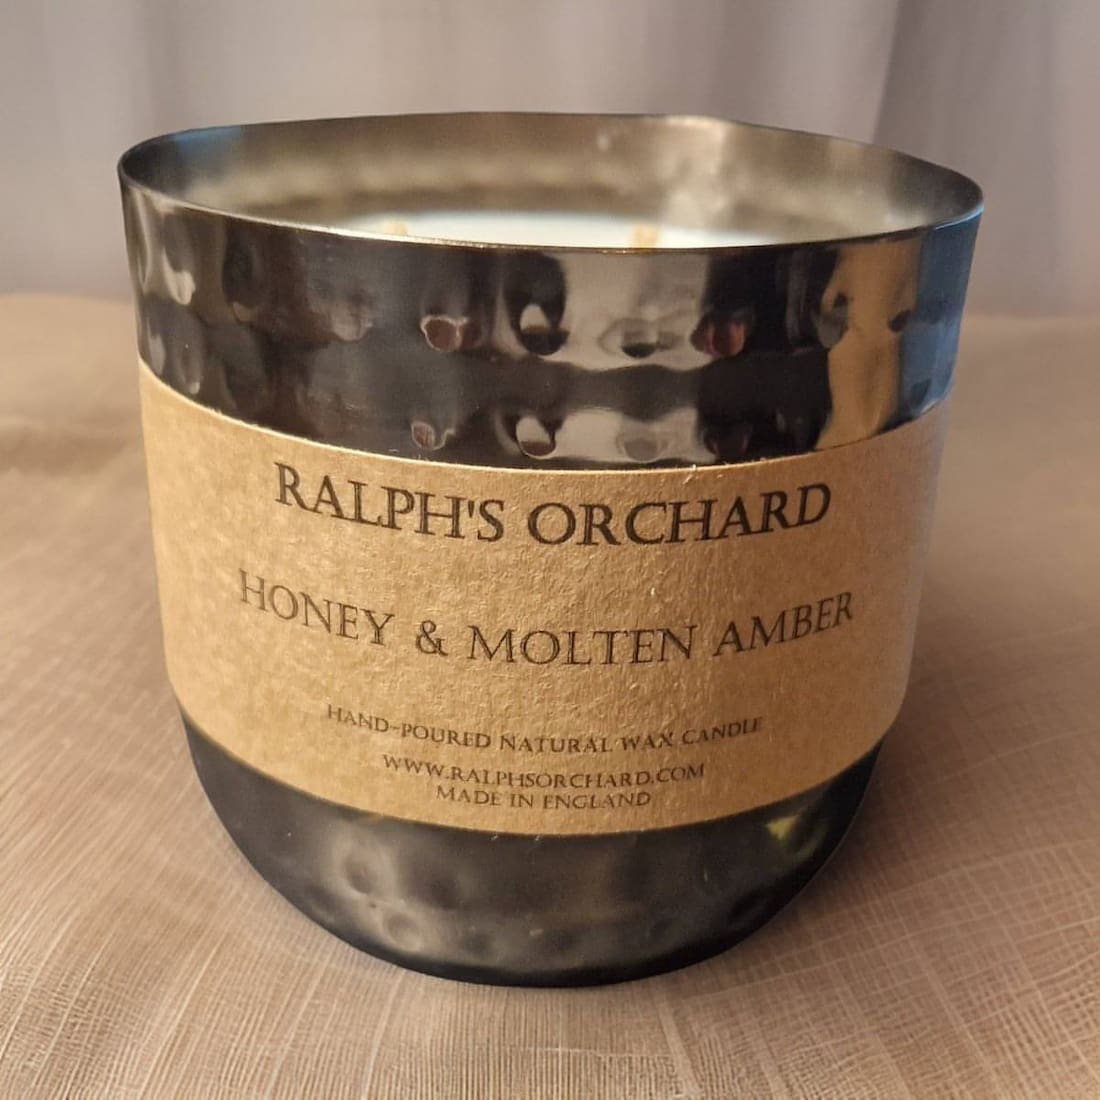 RALPH'S ORCHARD
HONEY & MOLTEN AMBER
HAND-POURED NATURAL WAX CANDLE
WWW.RALPHSORCHARD.COM
MADE IN ENGLAND